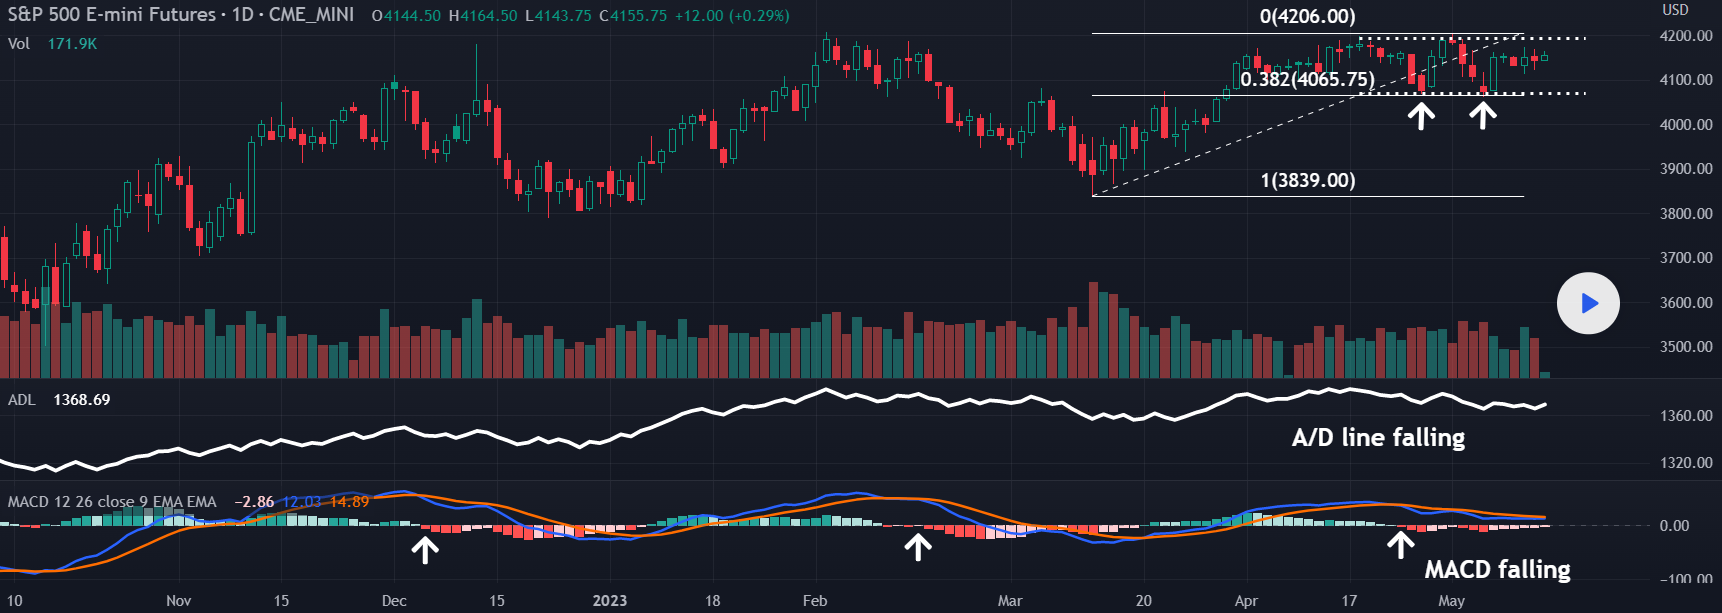 S&P 500 E-mini Futures · 1D · CME_MINI O4144.50 H4164.50 L4143.75 C4155.75 +12.00 (+0.29%)
Vol 171.9K
USD
0(4206.00)
0.382(4065.75)
1(3839.00)
4200.00
4100.00
4000.00
3900.00
3800.00
3700.00
3600.00
3500.00
ADL 1368.69
A/D line falling
1360.00
1320.00
MACD 12 26 close 9 EMA EMA −2.86 12.03 14.89
MACD falling
0.00
−100.00
10 Nov 15 Dec 15 2023 18 Feb Mar 20 Apr 17 May